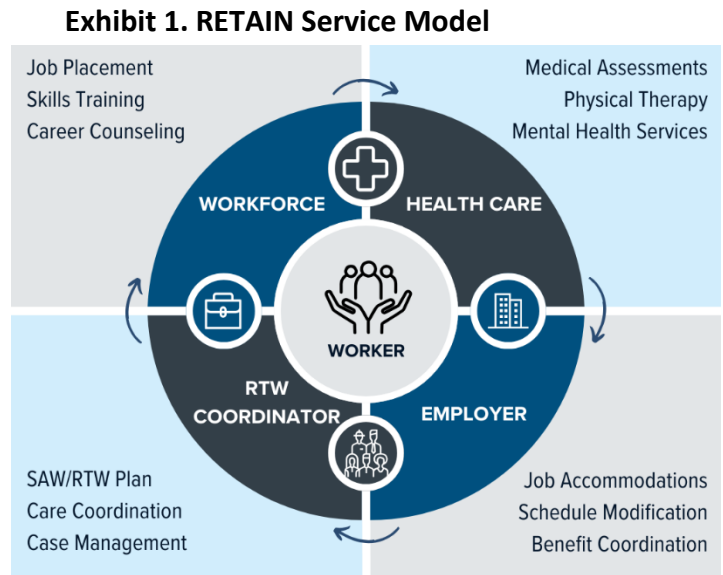 Exhibit 1. RETAIN Service Model
Job Placement
Skills Training
Career Counseling
Medical Assessments
Physical Therapy
Mental Health Services
WORKFORCE
HEALTH CARE
WORKER
RTW
COORDINATOR
EMPLOYER
SAW/RTW Plan
Care Coordination
Case Management
Job Accommodations
Schedule Modification
Benefit Coordination